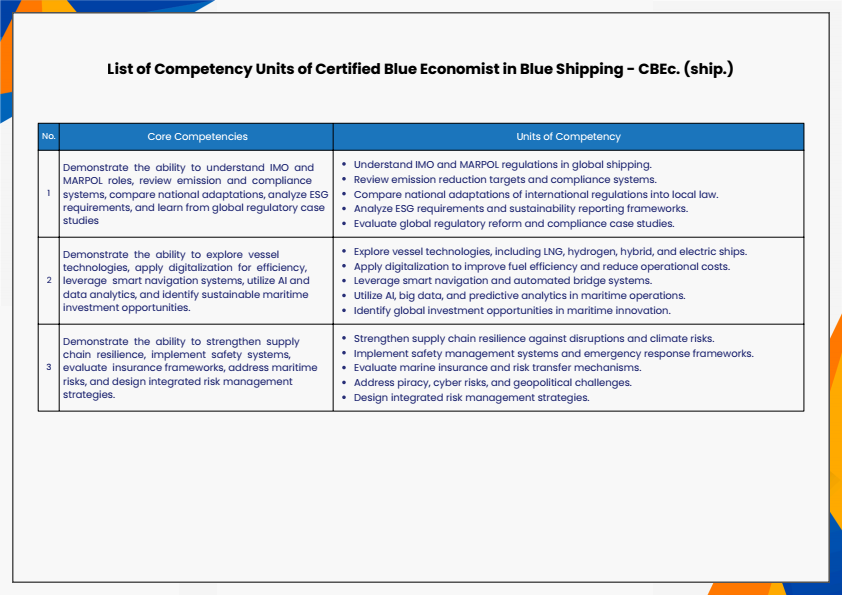 List of Competency Units of Certified Blue Economist in Blue Shipping - CBEc. (ship.)
No.
Core Competencies
Units of Competency
1
Demonstrate the ability to understand IMO and
MARPOL roles, review emission and compliance
systems, compare national adaptations, analyze ESG
requirements, and learn from global regulatory case
studies
• Understand IMO and MARPOL regulations in global shipping.
• Review emission reduction targets and compliance systems.
• Compare national adaptations of international regulations into local law.
• Analyze ESG requirements and sustainability reporting frameworks.
• Evaluate global regulatory reform and compliance case studies.
2
Demonstrate the ability to explore vessel
technologies, apply digitalization for efficiency,
leverage smart navigation systems, utilize AI and
data analytics, and identify sustainable maritime
investment opportunities.
• Explore vessel technologies, including LNG, hydrogen, hybrid, and electric ships.
• Apply digitalization to improve fuel efficiency and reduce operational costs.
• Leverage smart navigation and automated bridge systems.
• Utilize AI, big data, and predictive analytics in maritime operations.
• Identify global investment opportunities in maritime innovation.
3
Demonstrate the ability to strengthen supply
chain resilience, implement safety systems,
evaluate insurance frameworks, address maritime
risks, and design integrated risk management
strategies.
• Strengthen supply chain resilience against disruptions and climate risks.
• Implement safety management systems and emergency response frameworks.
• Evaluate marine insurance and risk transfer mechanisms.
• Address piracy, cyber risks, and geopolitical challenges.
• Design integrated risk management strategies.